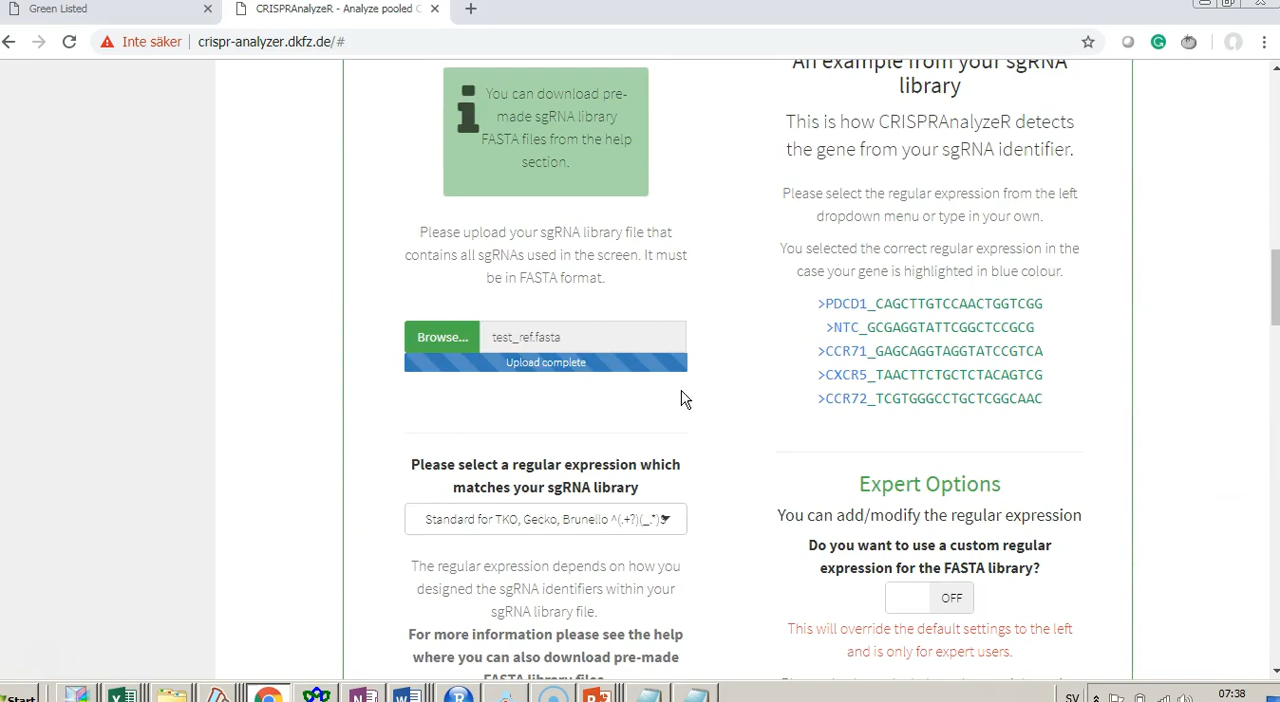 Green Listed
CRISPRAnalyzeR - Analyze pooled C
Inte säker
crispr-analyzer.dkfz.de/#
You can download pre-
made sgRNA library
FASTA files from the help
section.
Please upload your sgRNA library file that
contains all sgRNAs used in the screen. It must
be in FASTA format.
Browse...
test_ref.fasta
Upload complete
Please select a regular expression which
matches your sgRNA library
Standard for TKO, Gecko, Brunello ^(.+?)(_.*)$
The regular expression depends on how you
designed the sgRNA identifiers within your
sgRNA library file.
For more information please see the help
where you can also download pre-made
FASTA library files
An example from your sgRNA
library
This is how CRISPRAnalyzeR detects
the gene from your sgRNA identifier.
Please select the regular expression from the left
dropdown menu or type in your own.
You selected the correct regular expression in the
case your gene is highlighted in blue colour.
>PDCD1_CAGCTTGTCCAACTGGTCGG
>NTC_GCGAGGTATTCGGCTCCGCG
>CCR71_GAGCAGGTAGGTATCCGTCA
>CXCR5_TAACTTCTGCTCTACAGTCG
>CCR72_TCGTGGGCCTGCTCGGCAAC
Expert Options
You can add/modify the regular expression
Do you want to use a custom regular
expression for the FASTA library?
OFF
This will override the default settings to the left
and is only for expert users.
Start
SV
07:38